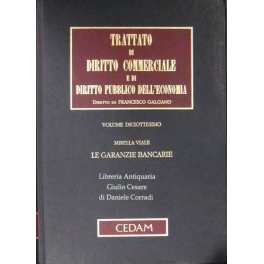 TRATTATO
DI
DIRITTO COMMERCIALE
E DI
DIRITTO PUBBLICO DELL'ECONOMIA
DIRETTO DA FRANCESCO GALGANO
VOLUME DICIOTTESIMO
MIRELLA VIALE
LE GARANZIE BANCARIE
Libreria Antiquaria
Giulio Cesare
di Daniele Corradi
CEDAM